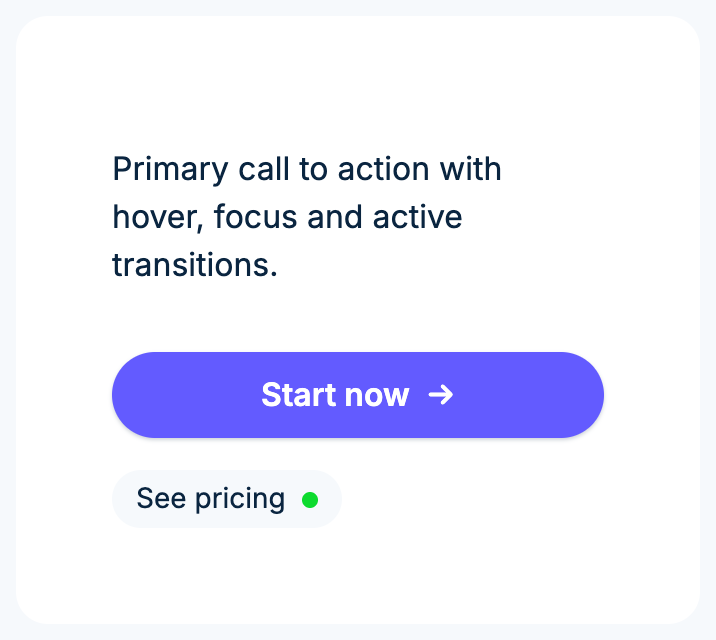 Primary call to action with
hover, focus and active
transitions.
Start now →
See pricing